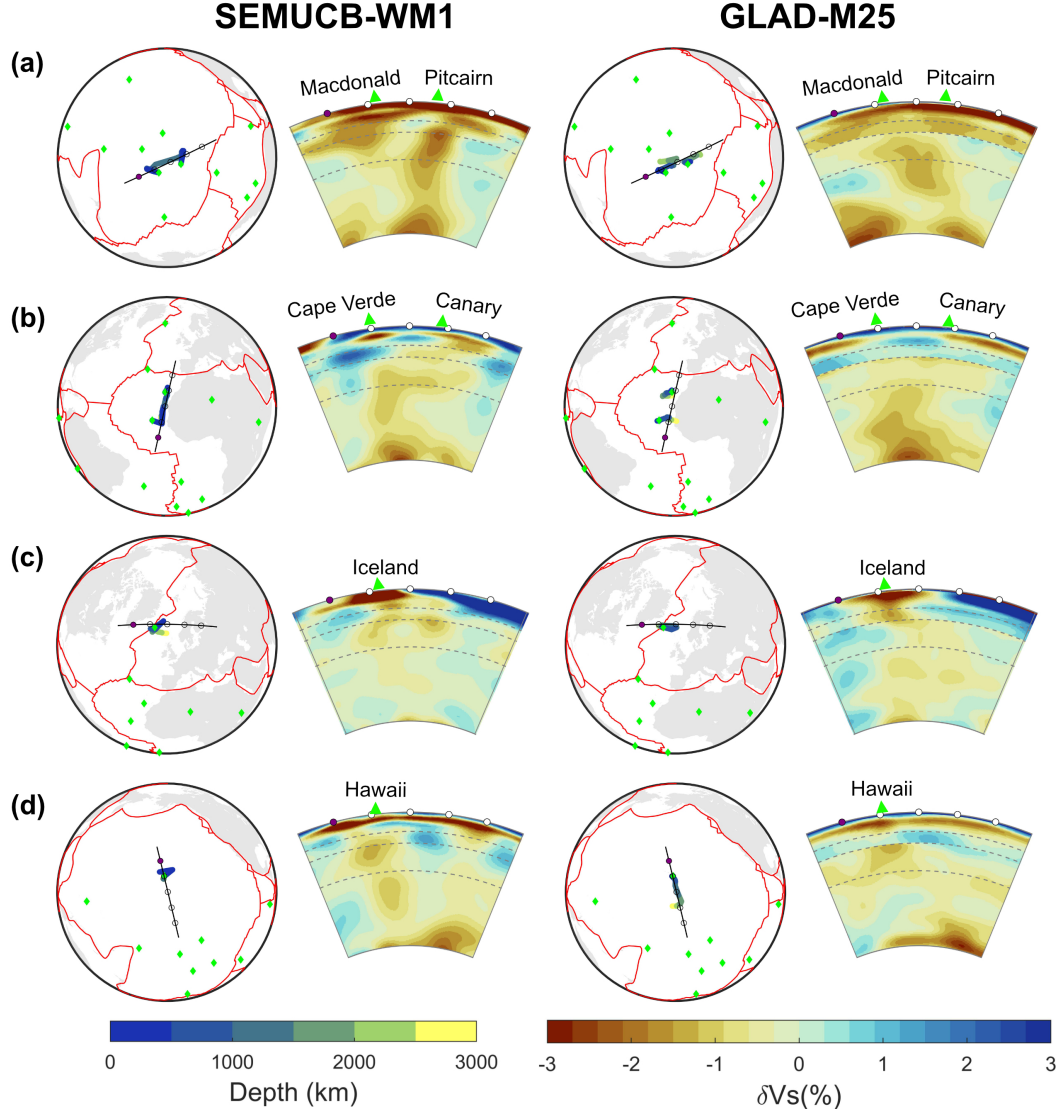 SEMUCB-WM1 GLAD-M25
(a)
Macdonald Pitcairn Macdonald Pitcairn
(b)
Cape Verde Canary Cape Verde Canary
(c)
Iceland Iceland
(d)
Hawaii Hawaii
0 1000 2000 3000 -3 -2 -1 0 1 2 3
Depth (km) δVs(%)